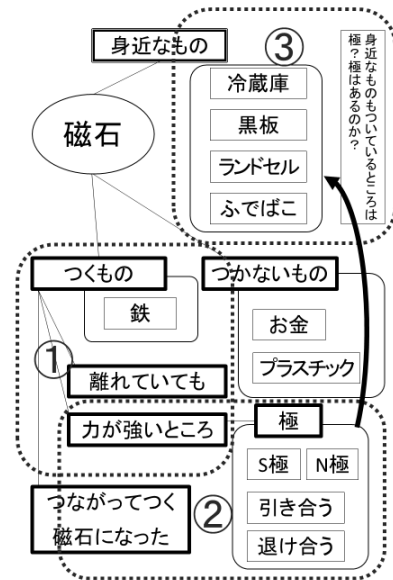 身近なもの
③
冷蔵庫
黒板
ランドセル
ふでばこ
身近なものもついているところは
極?極はあるのか?
磁石
つくもの
鉄
つかないもの
お金
プラスチック
①
離れていても
力が強いところ
極
S極
N極
引き合う
退け合う
②
つながってつく
磁石になった